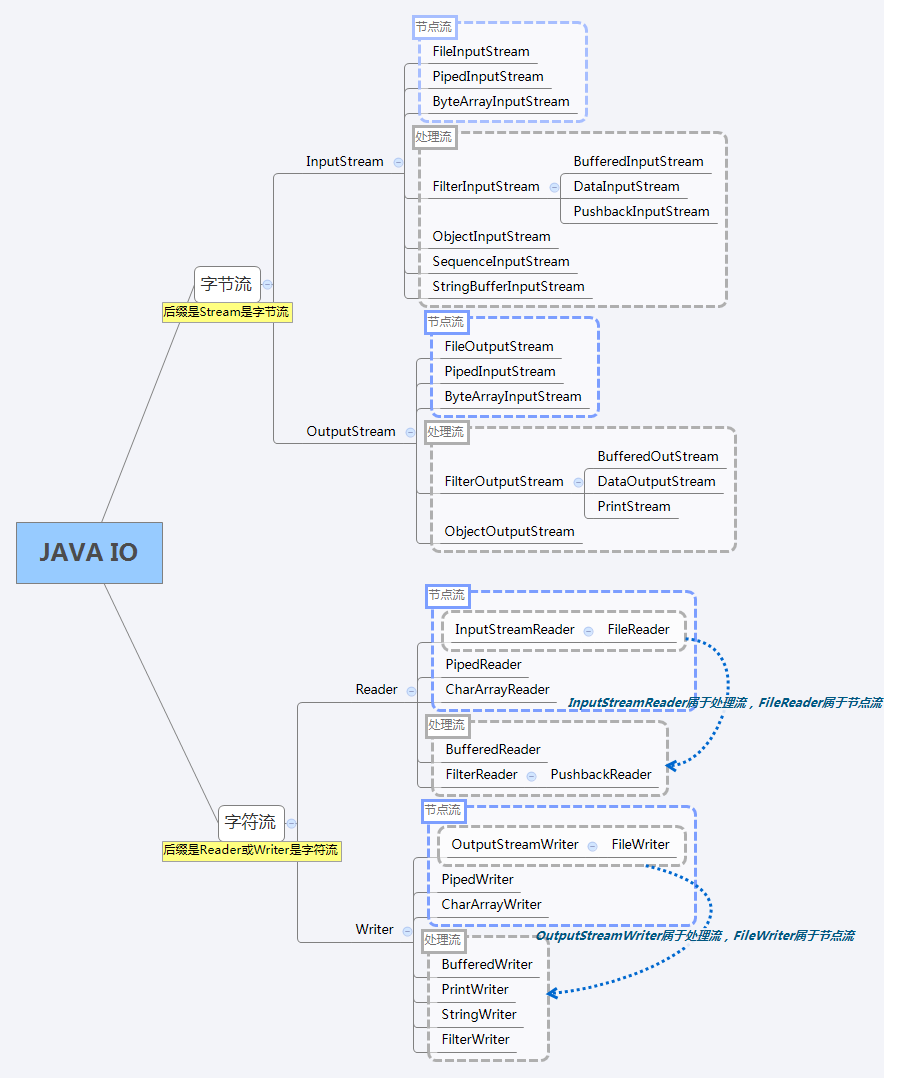 节点流
FileInputStream
PipedInputStream
ByteArrayInputStream
处理流
InputStream
BufferedInputStream
FilterInputStream
DataInputStream
PushbackInputStream
ObjectInputStream
SequenceInputStream
StringBufferInputStream
字节流
后缀是Stream是字节流
节点流
FileOutputStream
PipedInputStream
ByteArrayInputStream
OutputStream
处理流
BufferedOutStream
FilterOutputStream
DataOutputStream
PrintStream
ObjectOutputStream
JAVA IO
节点流
InputStreamReader
FileReader
PipedReader
Reader
CharArrayReader
InputStreamReader属于处理流，FileReader属于节点流
处理流
BufferedReader
FilterReader
PushbackReader
字符流
后缀是Reader或Writer是字符流
节点流
OutputStreamWriter
FileWriter
PipedWriter
CharArrayWriter
Writer
处理流
OutputStreamWriter属于处理流，FileWriter属于节点流
BufferedWriter
PrintWriter
StringWriter
FilterWriter